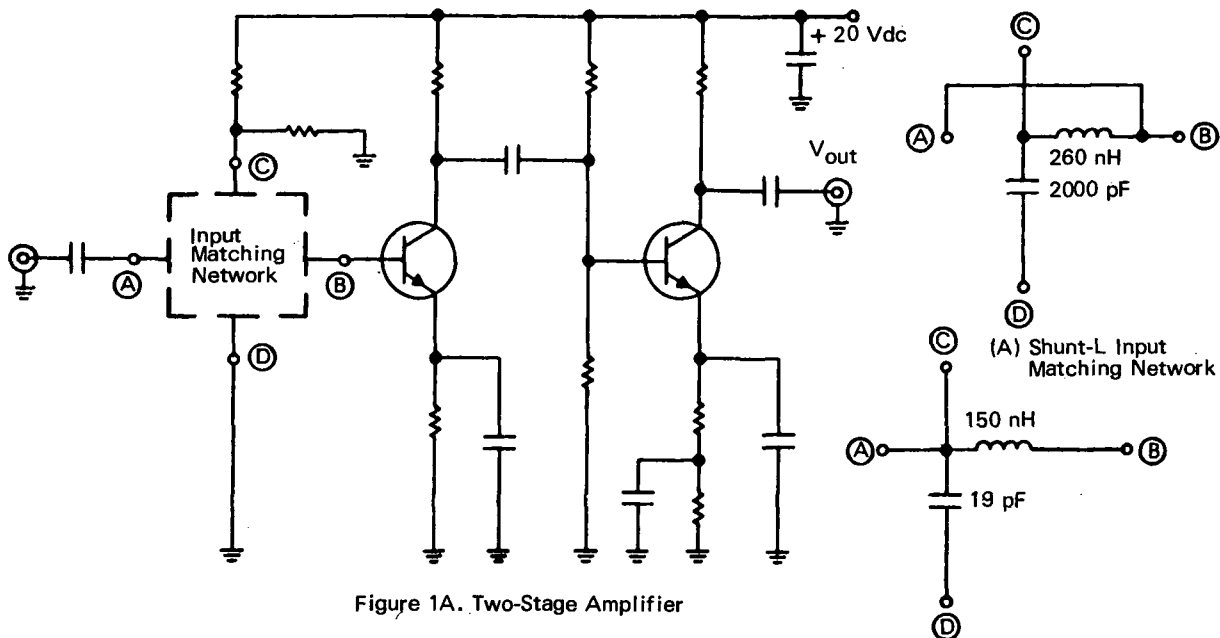 + 20 Vdc
Ⓒ
V out
Input
Matching
Network
Ⓐ
Ⓑ
Ⓓ
Figure 1A. Two-Stage Amplifier
Ⓒ
Ⓐ
Ⓑ
260 nH
2000 pF
Ⓓ
(A) Shunt-L Input
Matching Network
Ⓒ
150 nH
Ⓐ
Ⓑ
19 pF
Ⓓ